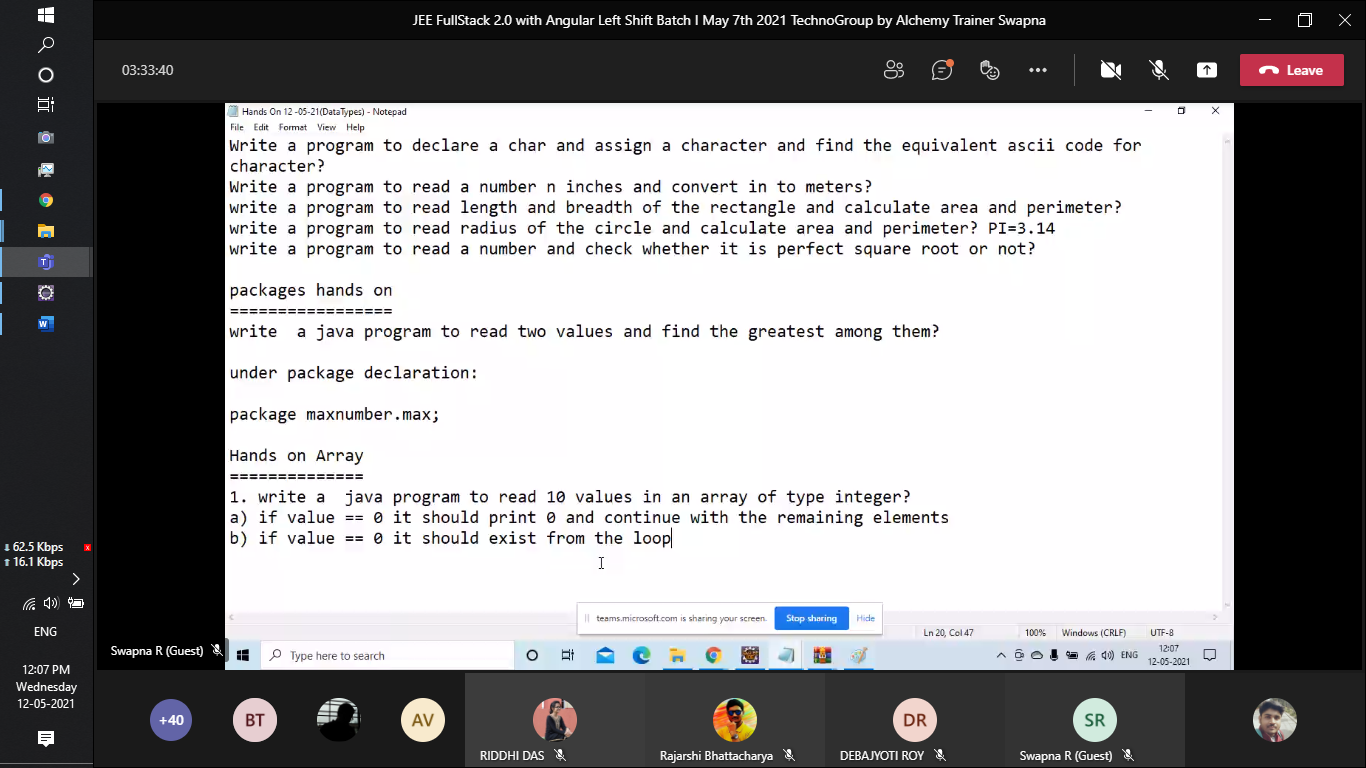 JEE FullStack 2.0 with Angular Left Shift Batch I May 7th 2021 TechnoGroup by Alchemy Trainer Swapna
03:33:40
Leave
Hands On 12 -05-21(DataTypes) - Notepad
File Edit Format View Help
Write a program to declare a char and assign a character and find the equivalent ascii code for
character?
Write a program to read a number n inches and convert in to meters?
write a program to read length and breadth of the rectangle and calculate area and perimeter?
write a program to read radius of the circle and calculate area and perimeter? PI=3.14
write a program to read a number and check whether it is perfect square root or not?
packages hands on
=================
write  a java program to read two values and find the greatest among them?
under package declaration:
package maxnumber.max;
Hands on Array
==============
1. write a  java program to read 10 values in an array of type integer?
a) if value == 0 it should print 0 and continue with the remaining elements
b) if value == 0 it should exist from the loop
teams.microsoft.com is sharing your screen. Stop sharing Hide
Ln 20, Col 47 100% Windows (CRLF) UTF-8
Type here to search
ENG
12:07
12-05-2021
Swapna R (Guest)
62.5 Kbps
16.1 Kbps
ENG
12:07 PM
Wednesday
12-05-2021
+40
BT
AV
RIDDHI DAS
Rajarshi Bhattacharya
DR
DEBAJYOTI ROY
SR
Swapna R (Guest)